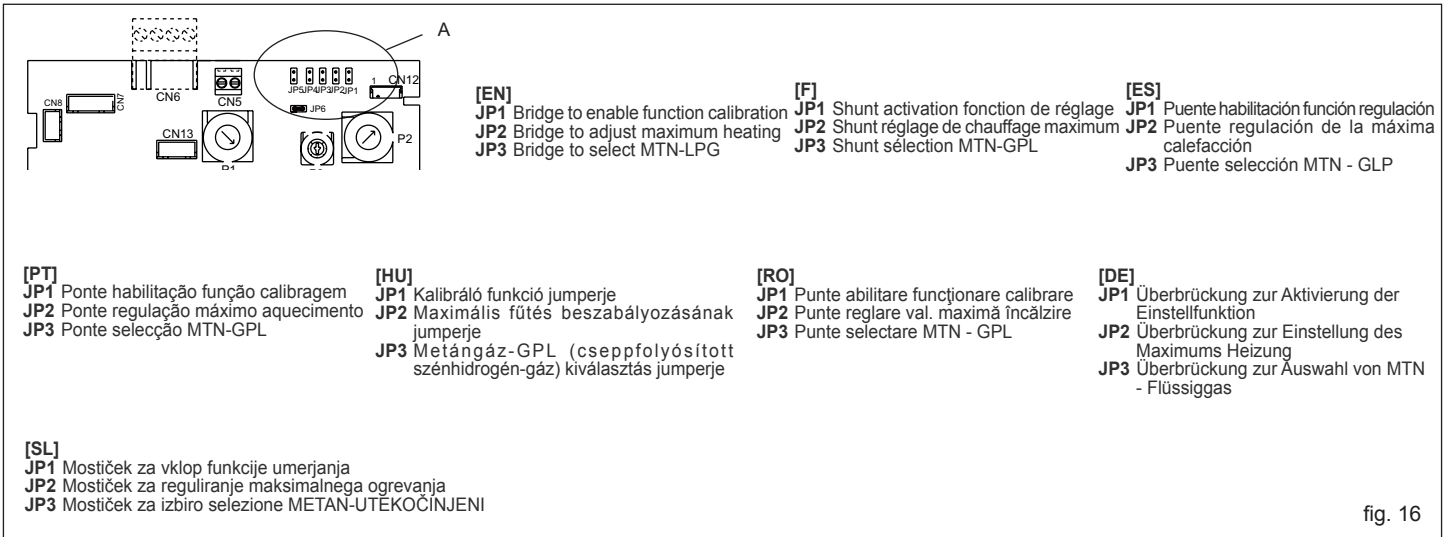 A
JP5 JP4 JP3 JP2 JP1
1 CN12
CN8
CN7
CN6
CN5
JP6
CN13
P2
P1
[EN]
JP1 Bridge to enable function calibration
JP2 Bridge to adjust maximum heating
JP3 Bridge to select MTN-LPG
[F]
JP1 Shunt activation fonction de réglage
JP2 Shunt réglage de chauffage maximum
JP3 Shunt sélection MTN-GPL
[ES]
JP1 Puente habilitación función regulación
JP2 Puente regulación de la máxima
calefacción
JP3 Puente selección MTN - GLP
[PT]
JP1 Ponte habilitação função calibragem
JP2 Ponte regulação máximo aquecimento
JP3 Ponte selecção MTN-GPL
[HU]
JP1 Kalibráló funkció jumperje
JP2 Maximális fűtés beszabályozásának
jumperje
JP3 Metángáz-GPL (cseppfolyósított
szénhidrogén-gáz) kiválasztás jumperje
[RO]
JP1 Punte abilitare funcţionare calibrare
JP2 Punte reglare val. maximă încălzire
JP3 Punte selectare MTN - GPL
[DE]
JP1 Überbrückung zur Aktivierung der
Einstellfunktion
JP2 Überbrückung zur Einstellung des
Maximums Heizung
JP3 Überbrückung zur Auswahl von MTN
- Flüssiggas
[SL]
JP1 Mostiček za vklop funkcije umerjanja
JP2 Mostiček za reguliranje maksimalnega ogrevanja
JP3 Mostiček za izbiro selezione METAN-UTEKOČINJENI
fig. 16